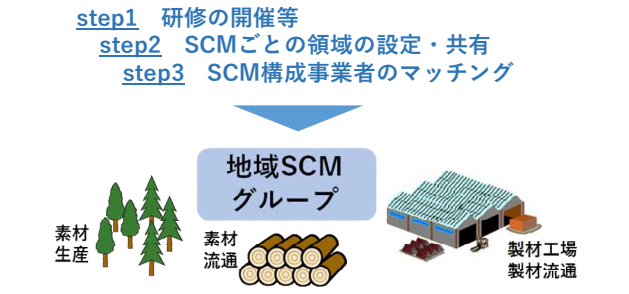 step1　研修の開催等
step2　SCMごとの領域の設定・共有
step3　SCM構成事業者のマッチング
地域SCM
グループ
素材
生産
素材
流通
製材工場
製材流通